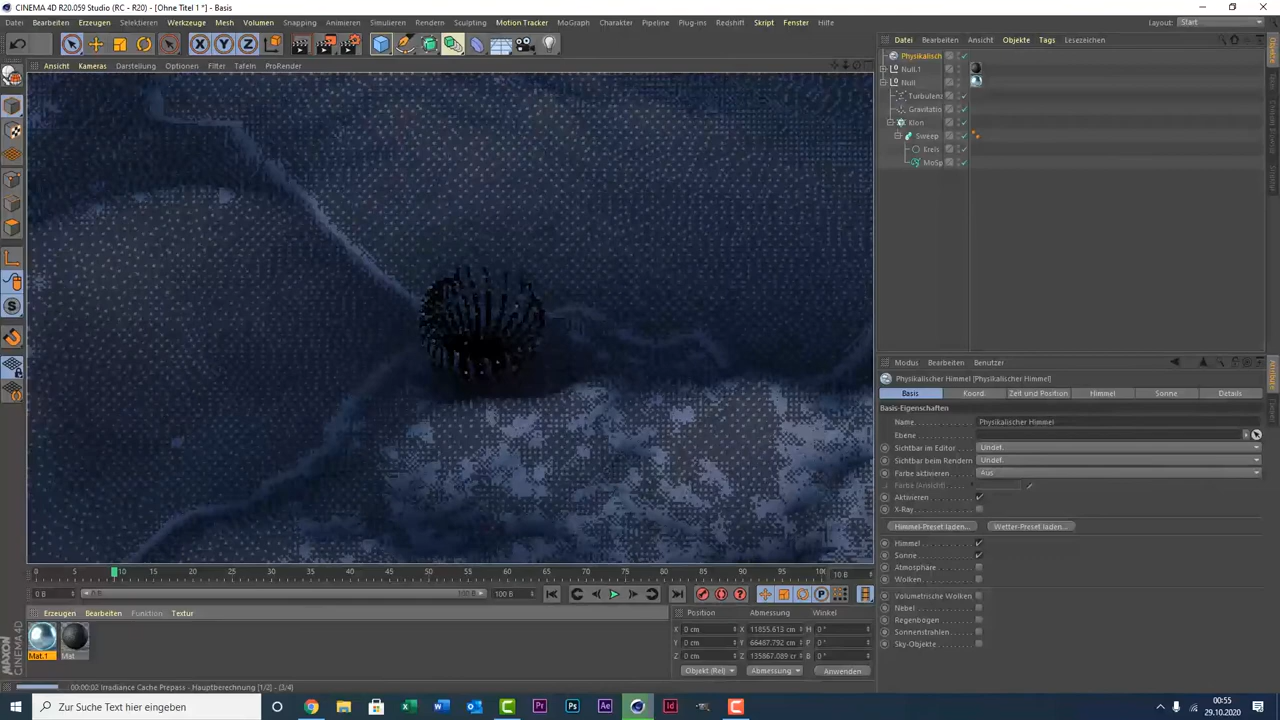 CINEMA 4D R20.059 Studio (RC - R20) - [Ohne Titel 1 *] - Basis
Datei Bearbeiten Erzeugen Selektieren Werkzeuge Mesh Volumen Snapping Animieren Simulieren Rendern Sculpting Motion Tracker MoGraph Charakter Pipeline Plug-ins Redshift Skript Fenster Hilfe
Layout: Start
Datei Bearbeiten Ansicht Objekte Tags Lesezeichen
Ansicht Kameras Darstellung Optionen Filter Tafeln ProRender
Physikalisch
Null.1
Null
Turbulenz
Gravitatio
Klon
Sweep
Kreis
MoSp
Modus Bearbeiten Benutzer
Physikalischer Himmel [Physikalischer Himmel]
Basis Koord. Zeit und Position Himmel Sonne Details
Basis-Eigenschaften
Name Physikalischer Himmel
Ebene
Sichtbar im Editor Undef.
Sichtbar beim Rendern Undef.
Farbe aktivieren Aus
Farbe (Ansicht)
Aktivieren
X-Ray
Himmel-Preset laden... Wetter-Preset laden...
Himmel
Sonne
Atmosphäre
Wolken
Volumetrische Wolken
Nebel
Regenbogen
Sonnenstrahlen
Sky-Objekte
0 5 10 15 20 25 30 35 40 45 50 55 60 65 70 75 80 85 90 95 100 10 B
0 B 0 B 100 B 100 B
Erzeugen Bearbeiten Function Textur
Mat.1 Mat
Position Abmessung Winkel
X 0 cm X 11855.613 cm H 0 °
Y 0 cm Y 66487.792 cm P 0 °
Z 0 cm Z 135867.089 cm B 0 °
Objekt (Rel) Abmessung Anwenden
MAXON CINEMA 4D
00:00:02 Irradiance Cache Prepass - Hauptberechnung [1/2] - (3/4)
Zur Suche Text hier eingeben
00:55
29.10.2020